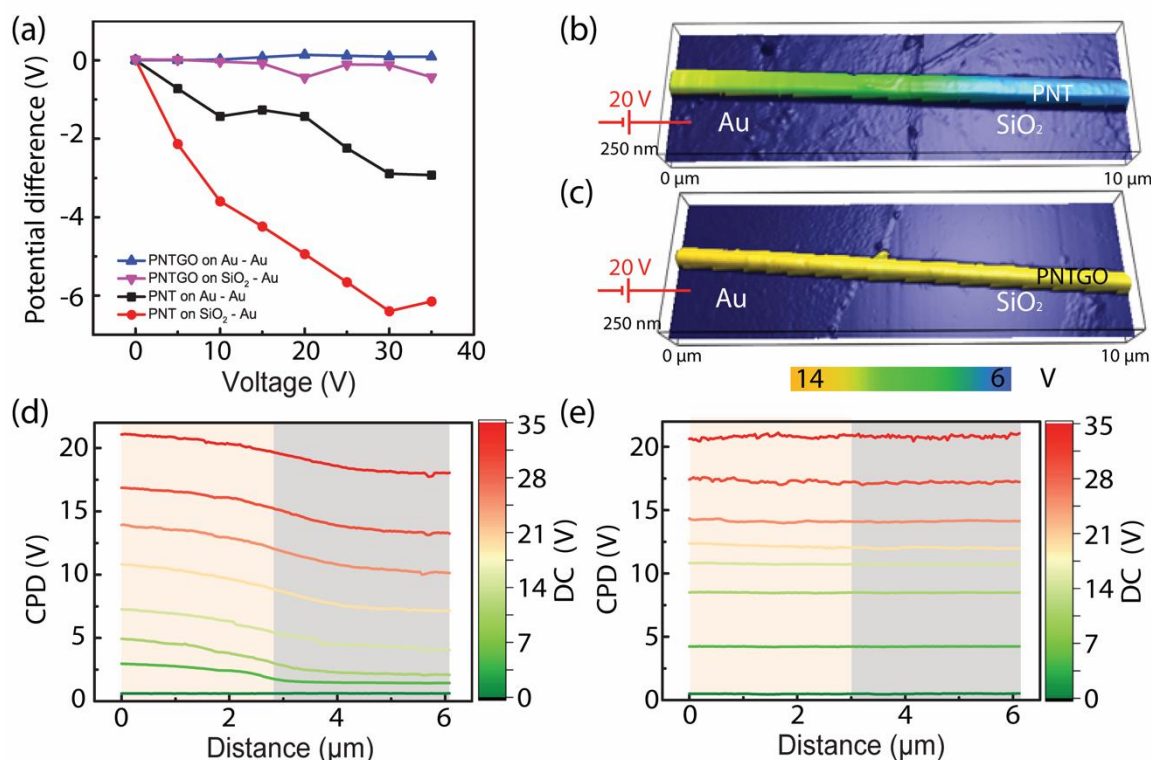 (a)
Potential difference (V)
0
-2
-4
-6
PNTGO on Au - Au
PNTGO on SiO₂ - Au
PNT on Au - Au
PNT on SiO₂ - Au
0 10 20 30 40
Voltage (V)
(b)
20 V
250 nm
Au
PNT
SiO₂
0 μm
10 μm
(c)
20 V
250 nm
Au
PNTGO
SiO₂
0 μm
10 μm
14 6 V
(d)
CPD (V)
20
15
10
5
0
0 2 4 6
Distance (μm)
35
28
21
14
7
0
DC (V)
(e)
CPD (V)
20
15
10
5
0
0 2 4 6
Distance (μm)
35
28
21
14
7
0
DC (V)